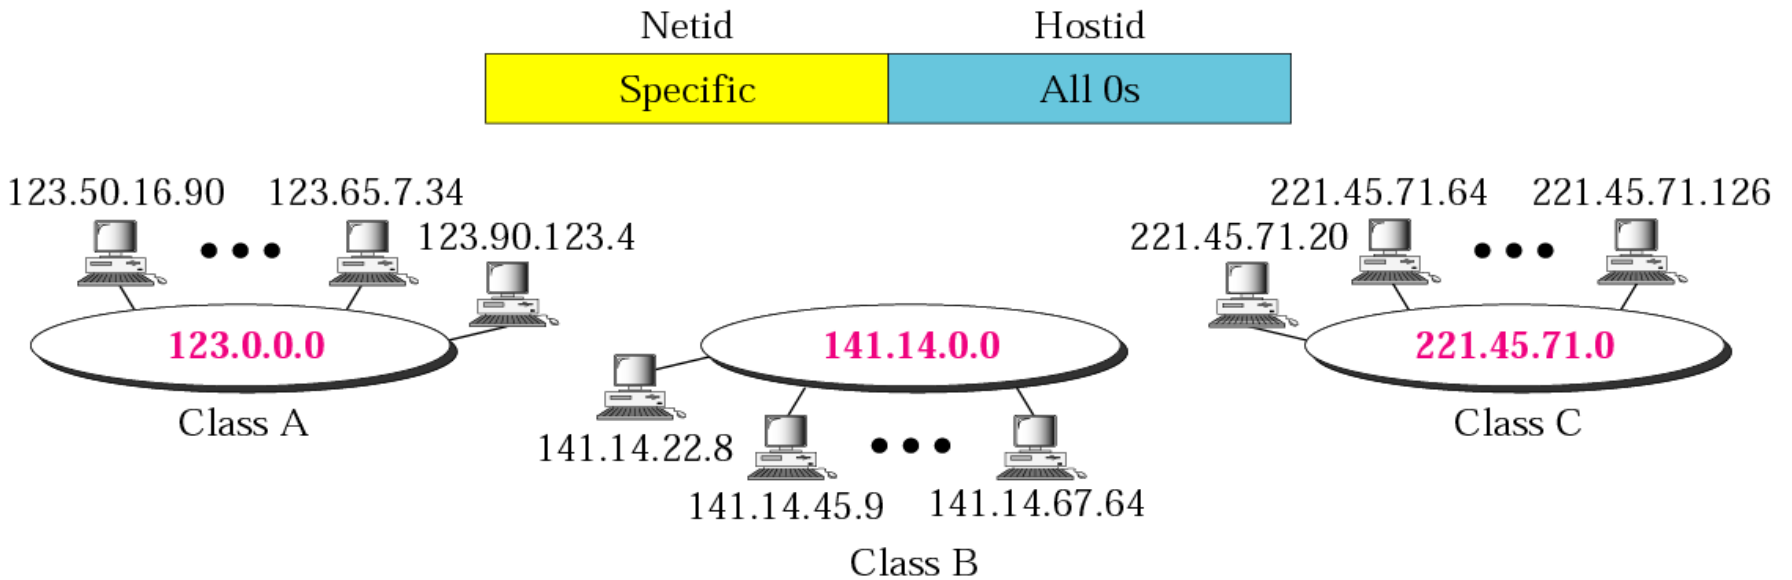 Netid Hostid
Specific All 0s
123.50.16.90 123.65.7.34
123.90.123.4
123.0.0.0
Class A
141.14.0.0
141.14.22.8
141.14.45.9 141.14.67.64
Class B
221.45.71.64 221.45.71.126
221.45.71.20
221.45.71.0
Class C